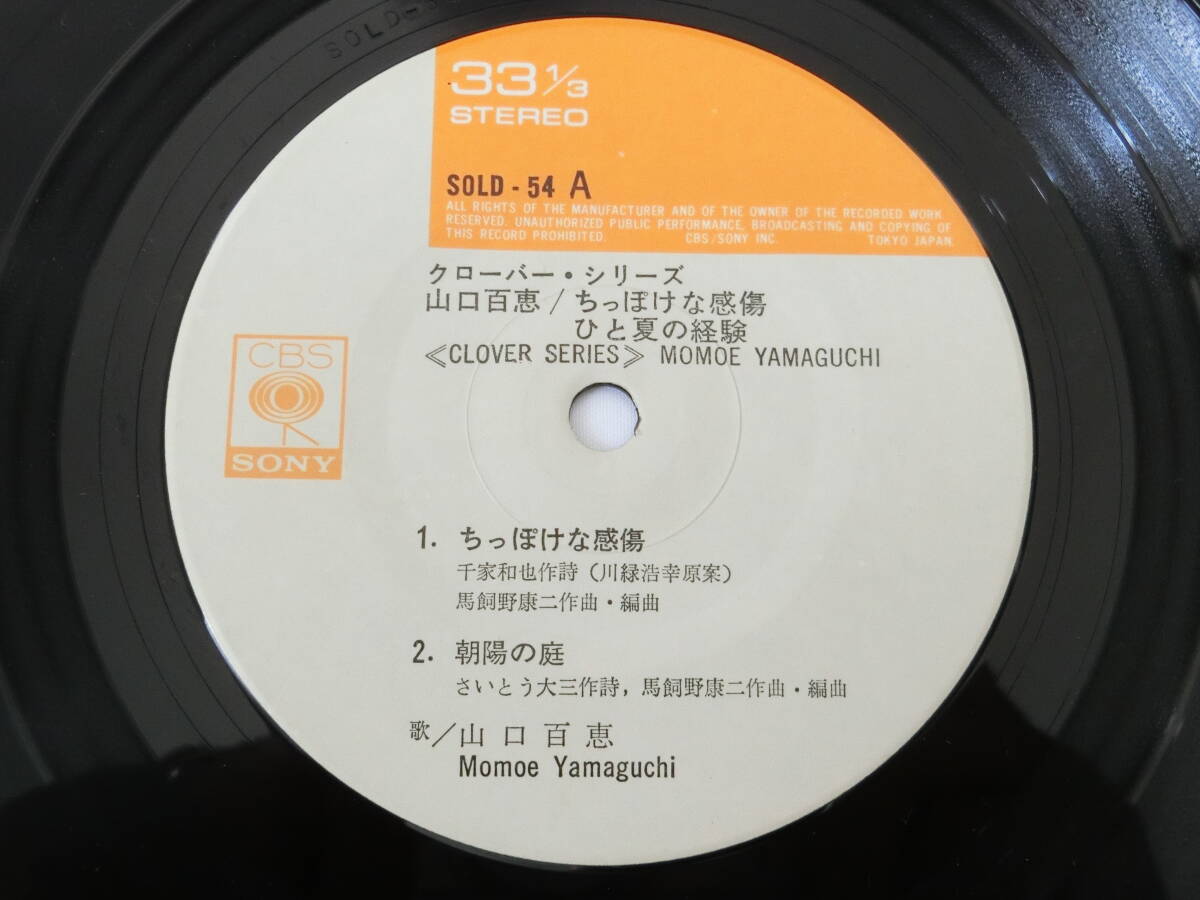 SOLD-5
33 1/3
STEREO
SOLD - 54 A
ALL RIGHTS OF THE MANUFACTURER AND OF THE OWNER OF THE RECORDED WORK
RESERVED. UNAUTHORIZED PUBLIC PERFORMANCE, BROADCASTING AND COPYING OF
THIS RECORD PROHIBITED. CBS/SONY INC. TOKYO JAPAN.
クローバー・シリーズ
山口百恵/ちっぽけな感傷
ひと夏の経験
≪CLOVER SERIES≫ MOMOE YAMAGUCHI
CBS
SONY
1. ちっぽけな感傷
千家和也作詩（川緑浩幸原案）
馬飼野康二作曲・編曲
2. 朝陽の庭
さいとう大三作詩，馬飼野康二作曲・編曲
歌/山口百恵
Momoe Yamaguchi